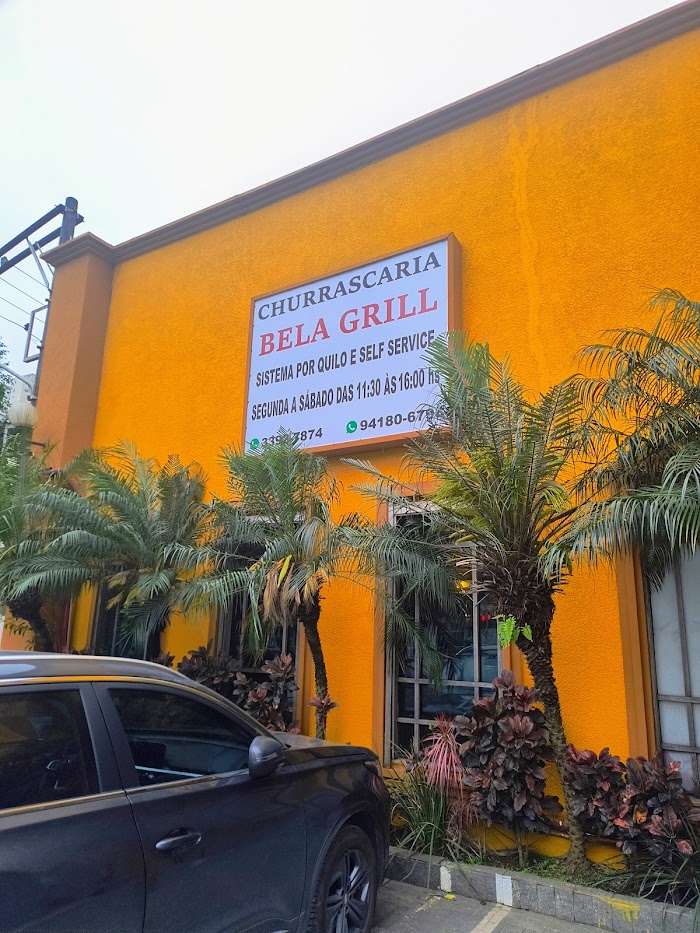 CHURRASCARIA
BELA GRILL
SISTEMA POR QUILO E SELF SERVICE
SEGUNDA A SÁBADO DAS 11:30 ÀS 16:00 HS